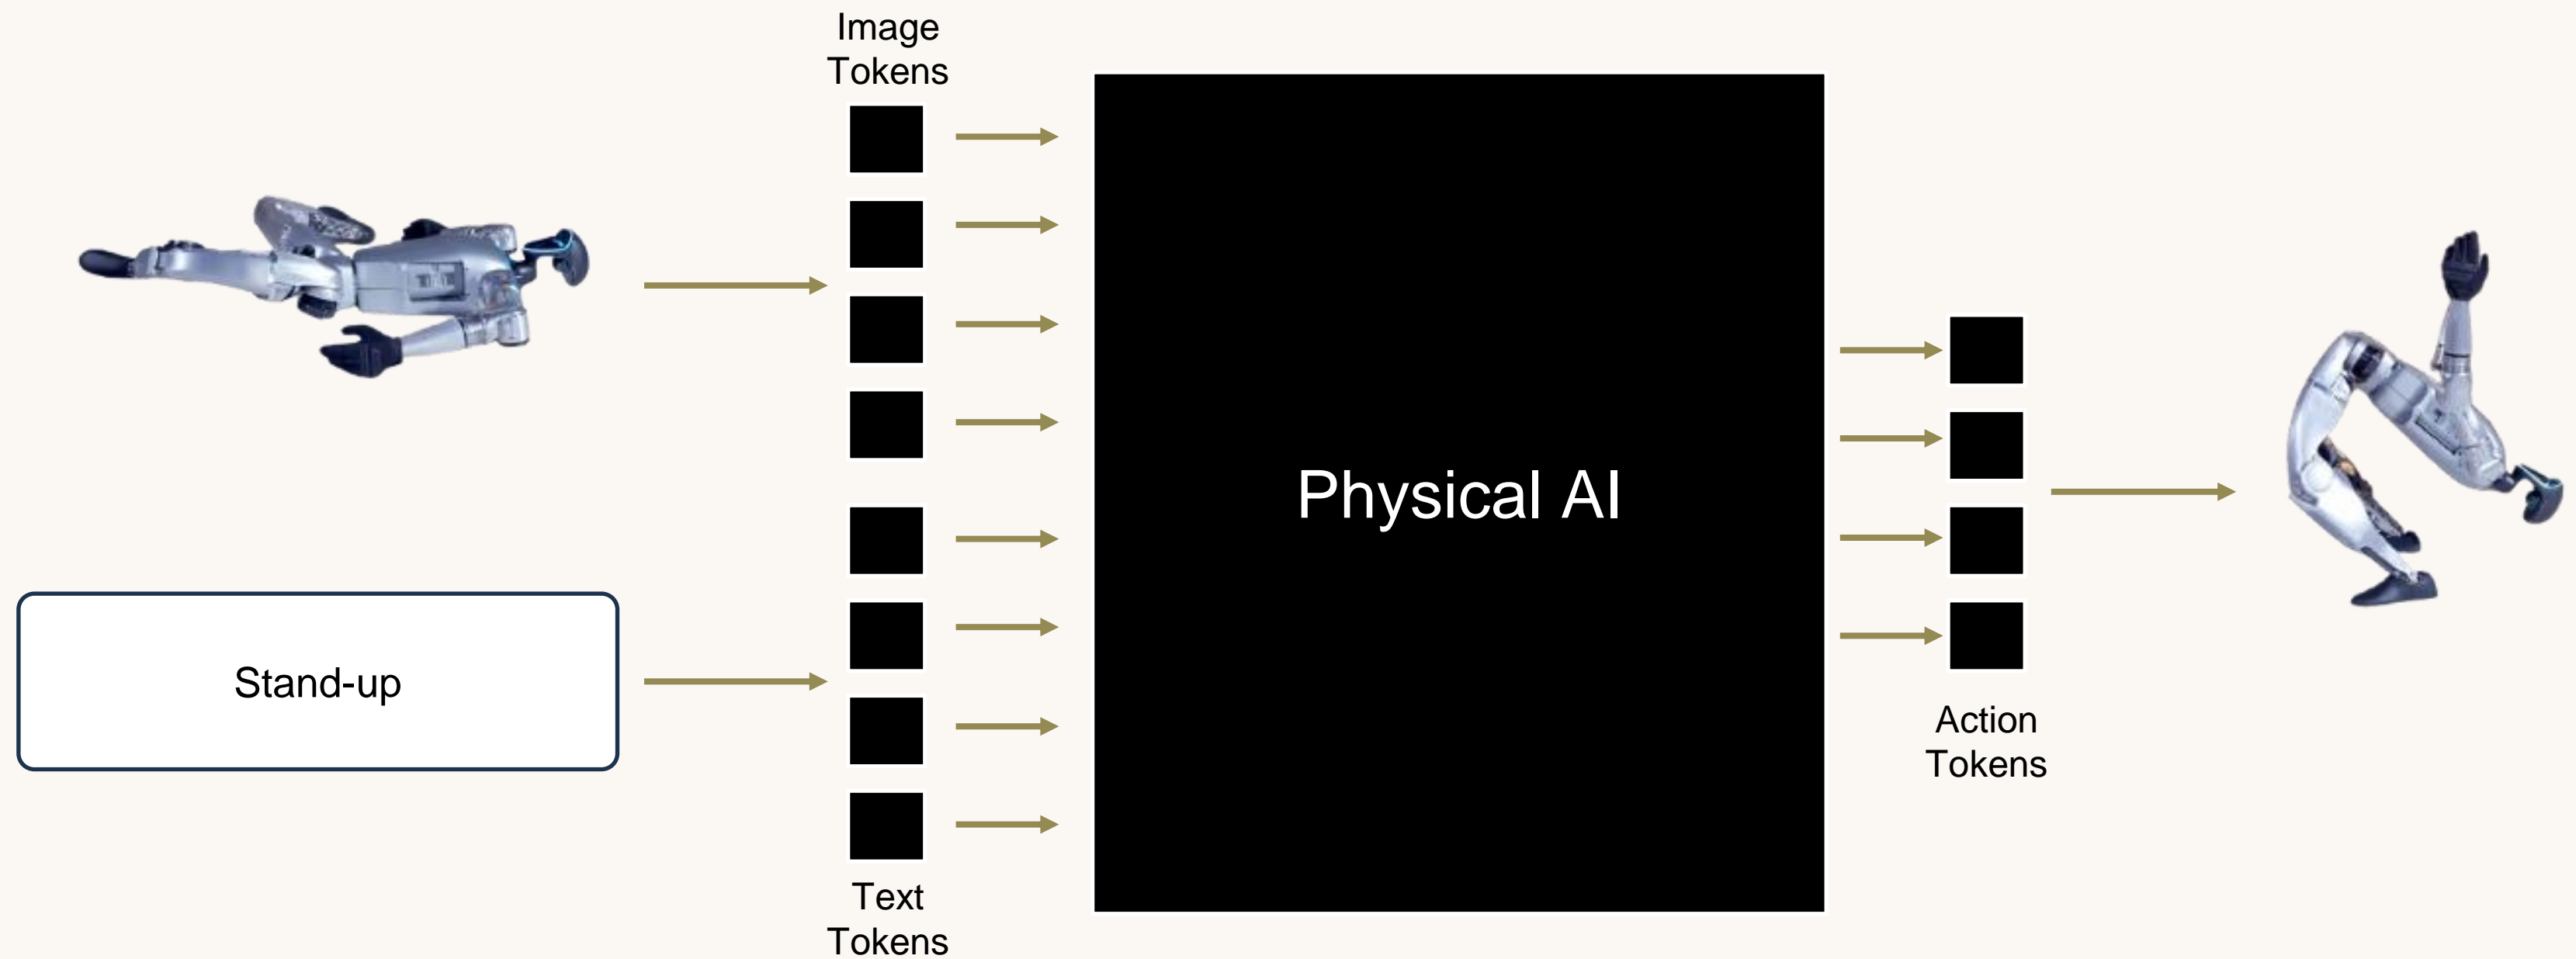 Image
Tokens
Physical AI
Stand-up
Action
Tokens
Text
Tokens